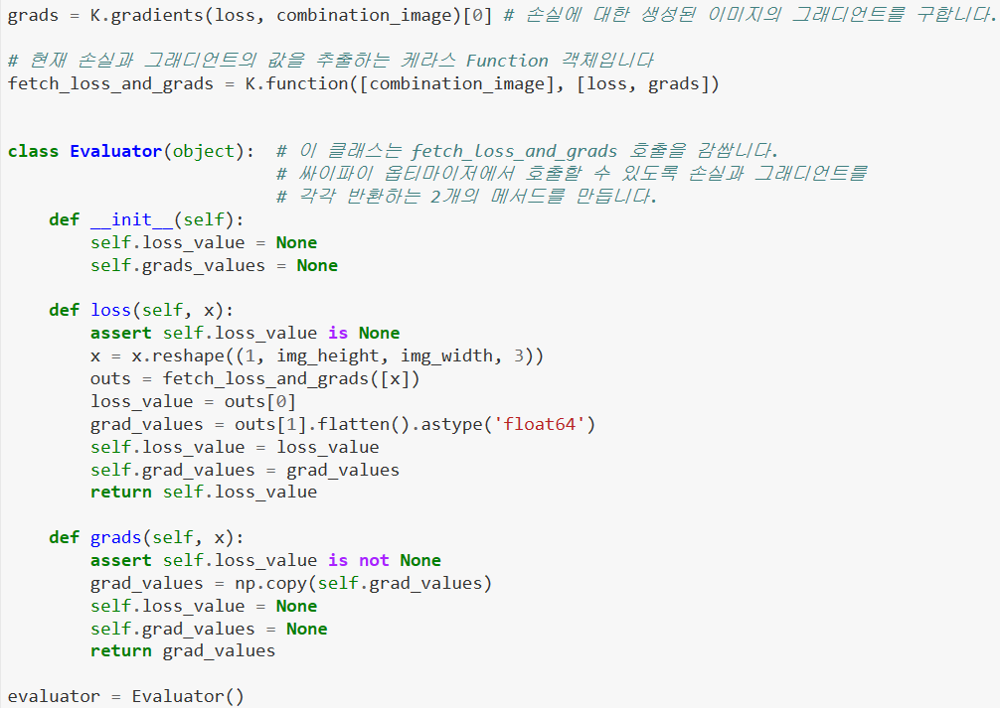 grads = K.gradients(loss, combination_image)[0] # 손실에 대한 생성된 이미지의 그래디언트를 구합니다.
# 현재 손실과 그래디언트의 값을 추출하는 케라스 Function 객체입니다
fetch_loss_and_grads = K.function([combination_image], [loss, grads])
class Evaluator(object):  # 이 클래스는 fetch_loss_and_grads 호출을 감쌉니다.
                          # 싸이파이 옵티마이저에서 호출할 수 있도록 손실과 그래디언트를
                          # 각각 반환하는 2개의 메서드를 만듭니다.
    def __init__(self):
        self.loss_value = None
        self.grads_values = None
    def loss(self, x):
        assert self.loss_value is None
        x = x.reshape((1, img_height, img_width, 3))
        outs = fetch_loss_and_grads([x])
        loss_value = outs[0]
        grad_values = outs[1].flatten().astype('float64')
        self.loss_value = loss_value
        self.grad_values = grad_values
        return self.loss_value
    def grads(self, x):
        assert self.loss_value is not None
        grad_values = np.copy(self.grad_values)
        self.loss_value = None
        self.grad_values = None
        return grad_values
evaluator = Evaluator()